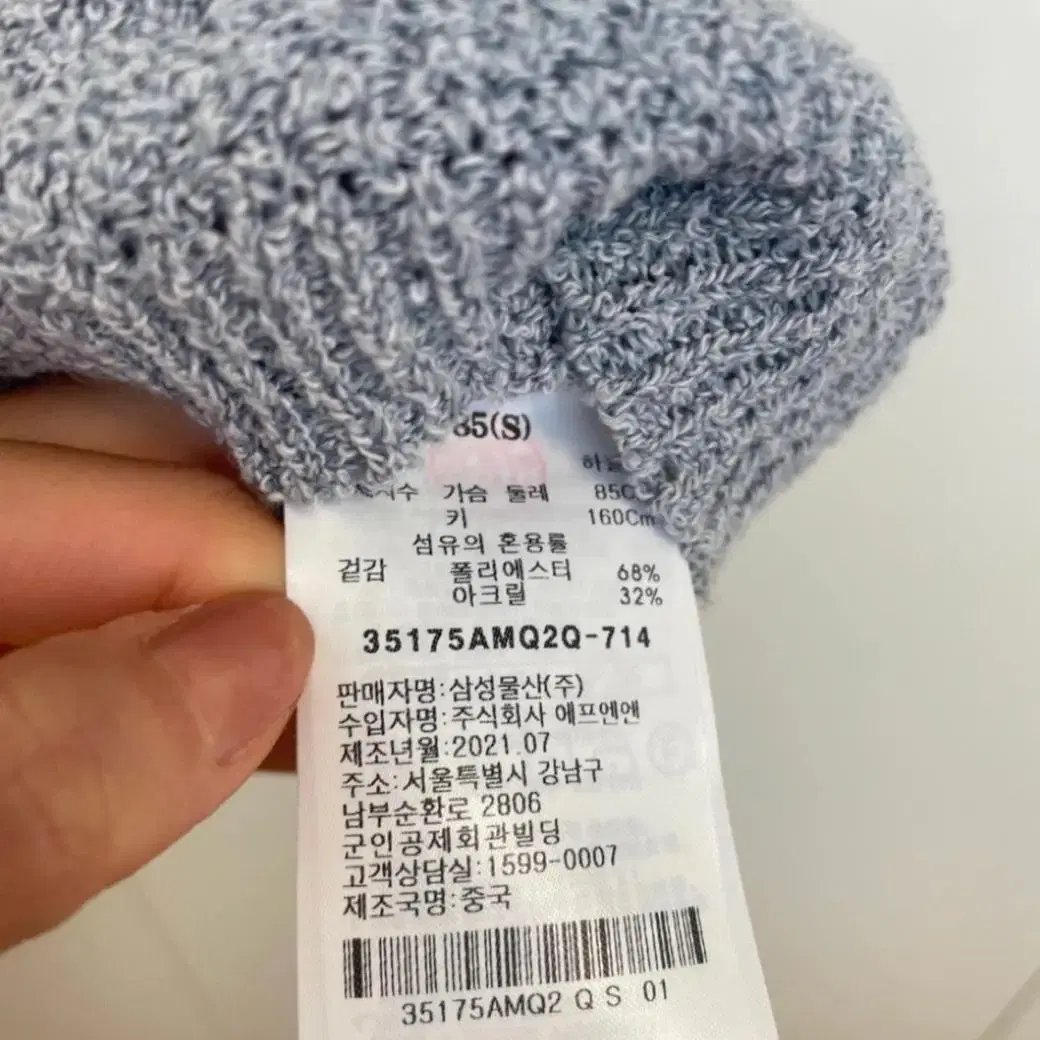 85(S)
가슴 둘레
키 160Cm
섬유의 혼용률
겉감 폴리에스터 68%
아크릴 32%
35175AMQ2Q-714
판매자명:삼성물산(주)
수입자명:주식회사 에프엔엔
제조년월:2021.07
주소:서울특별시 강남구
남부순환로 2806
군인공제회관빌딩
고객상담실:1599-0007
제조국명:중국
35175AMQ2 Q S 01